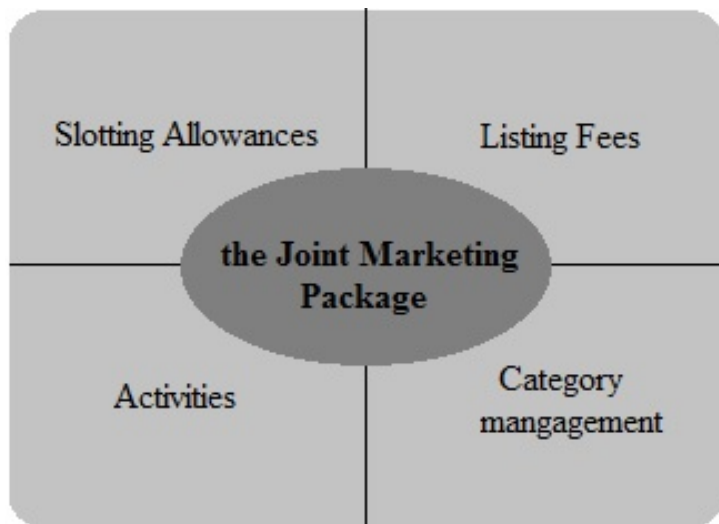 Slotting Allowances
Listing Fees
the Joint Marketing
Package
Activities
Category
mangagement